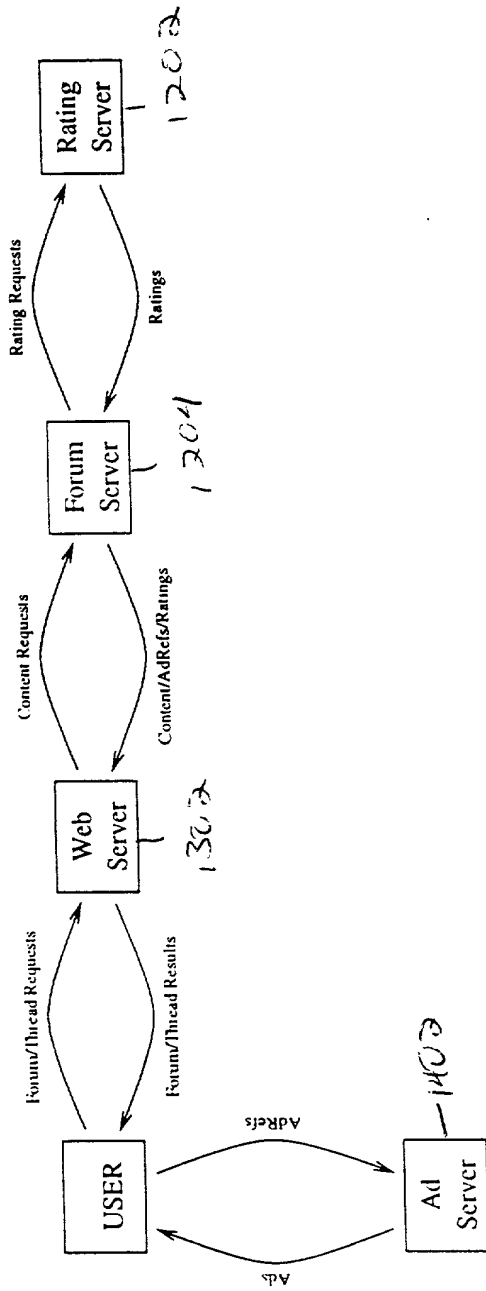 USER
Forum/Thread Requests
Forum/Thread Results
Web
Server
1302
Content Requests
Content/AdRefs/Ratings
Forum
Server
1204
Rating Requests
Ratings
Rating
Server
1202
AdRefs
Ads
Ad
Server
1402